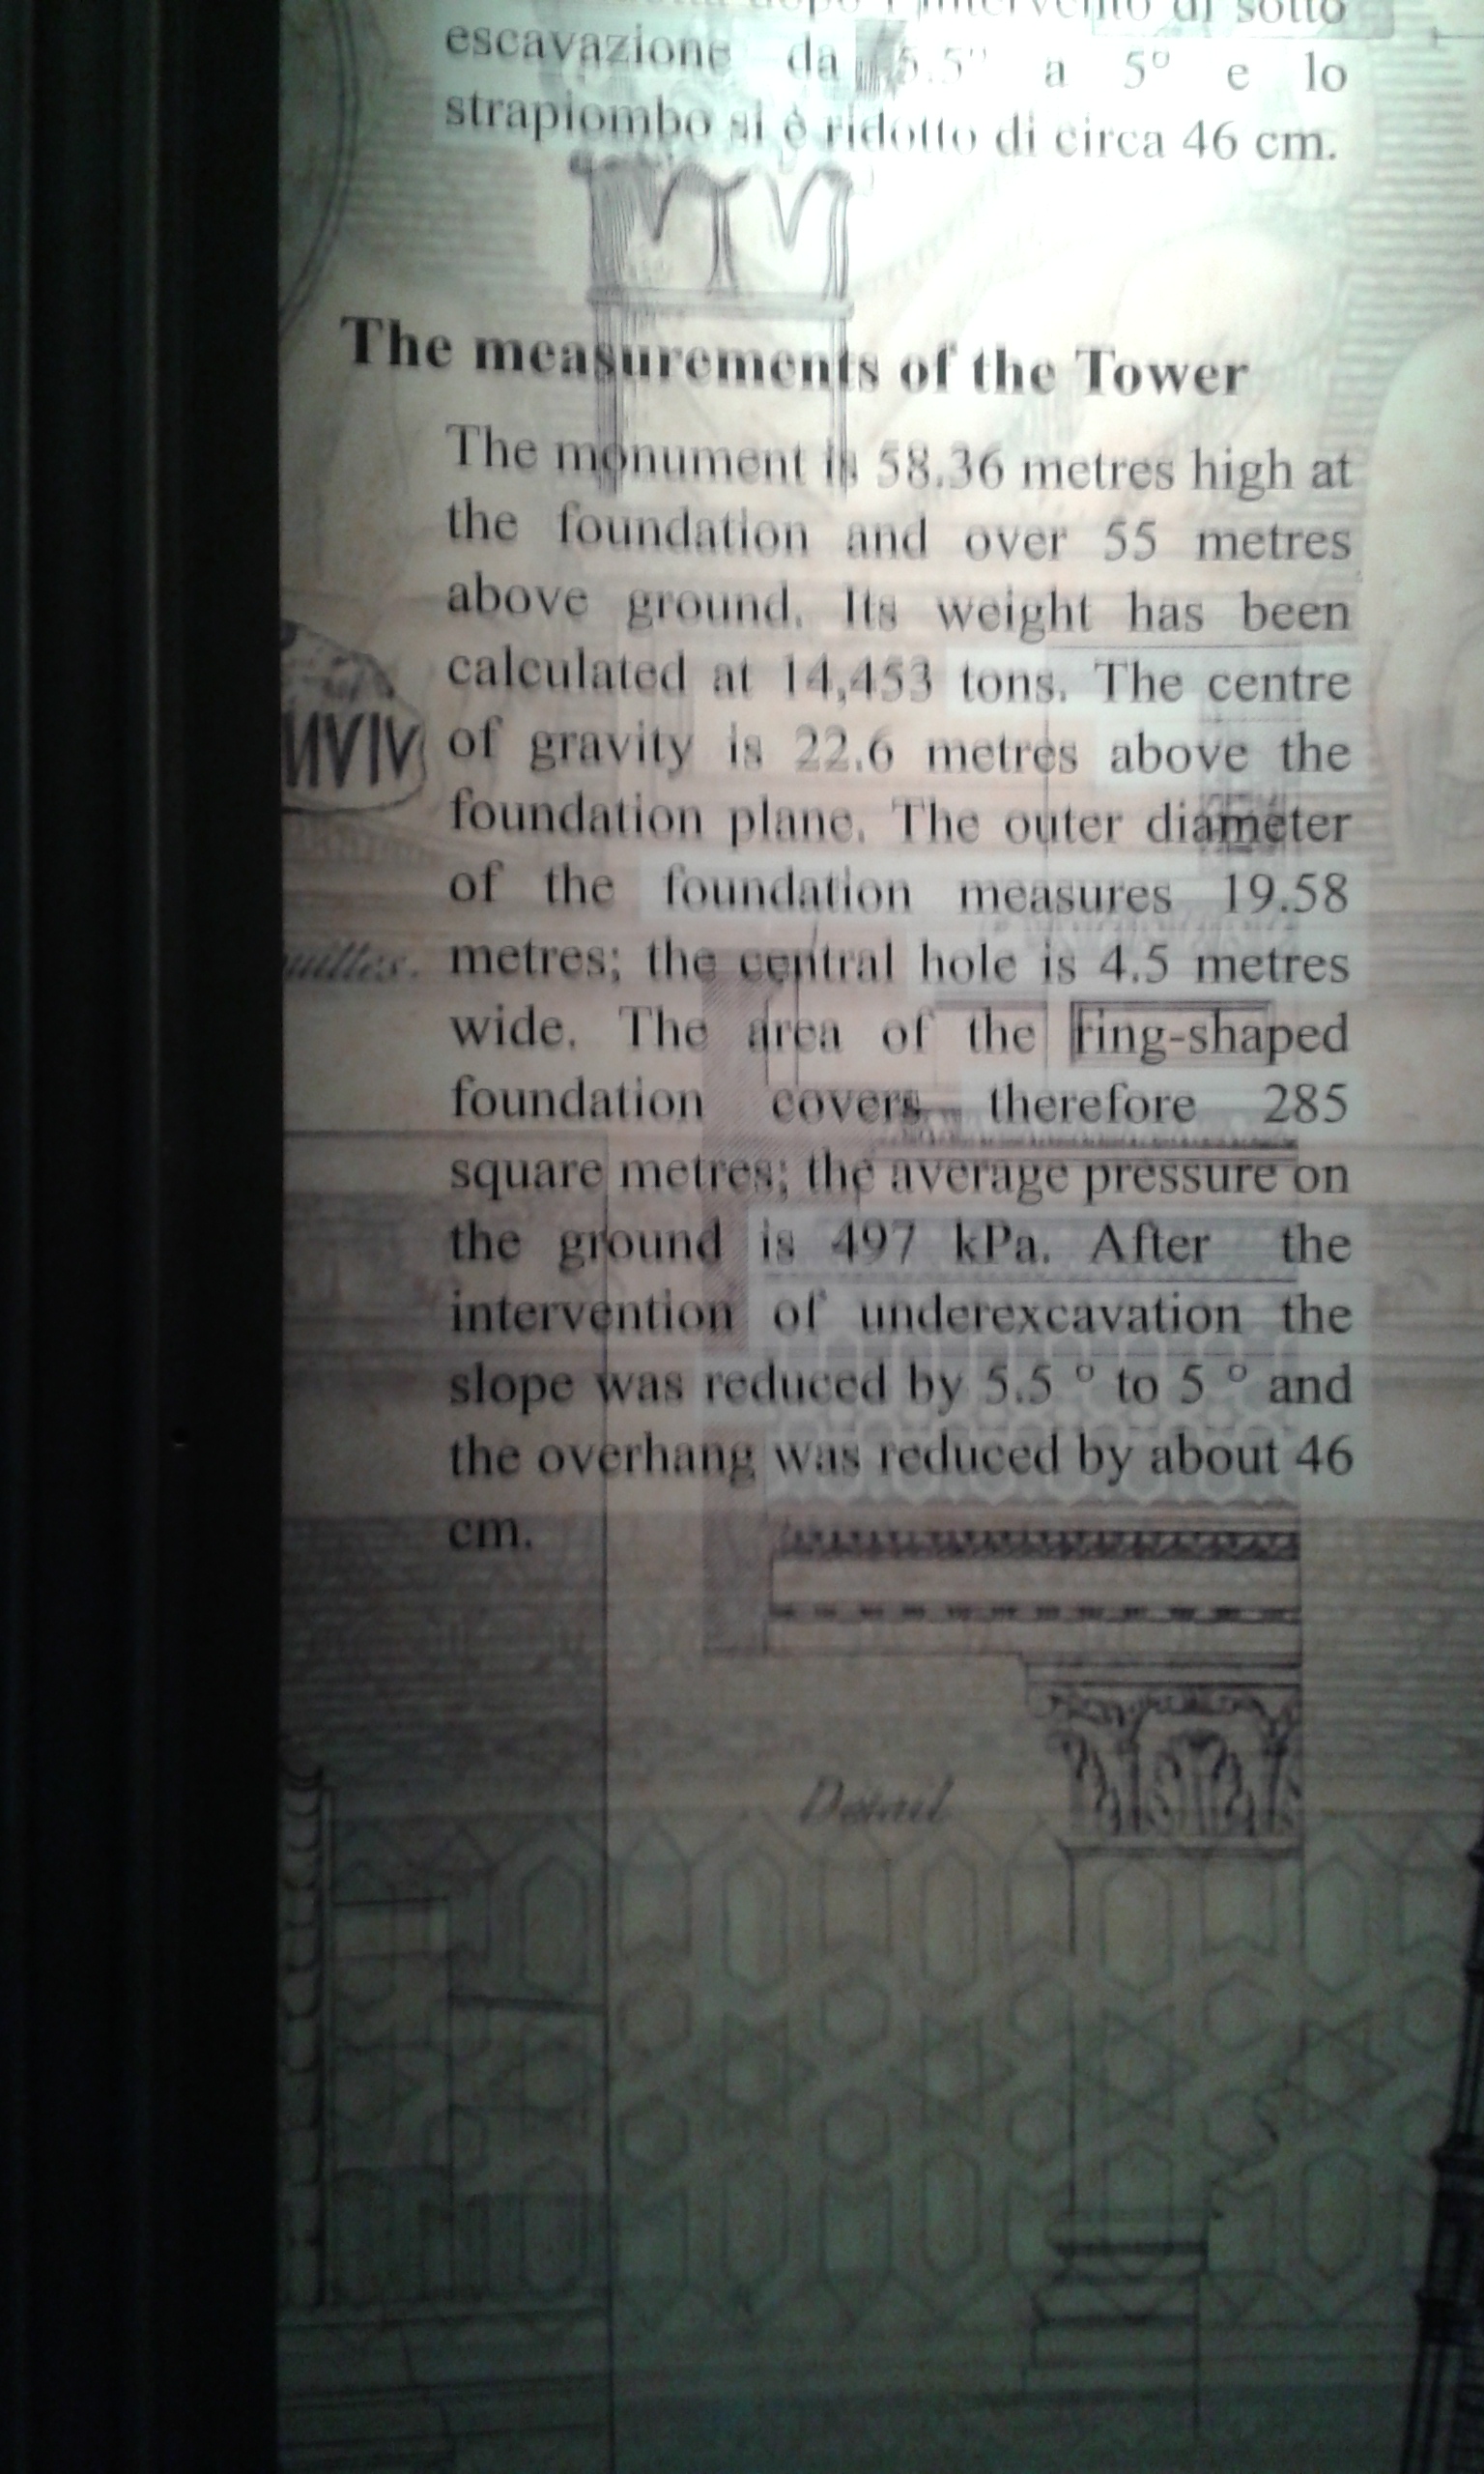 dopo l'intervento di sotto
escavazione da 5.5° a 5° e lo
strapiombo si è ridotto di circa 46 cm.
The measurements of the Tower
The monument is 58.36 metres high at
the foundation and over 55 metres
above ground. Its weight has been
calculated at 14,453 tons. The centre
of gravity is 22.6 metres above the
foundation plane. The outer diameter
of the foundation measures 19.58
metres; the central hole is 4.5 metres
wide. The area of the ring-shaped
foundation covers therefore 285
square metres; the average pressure on
the ground is 497 kPa. After the
intervention of underexcavation the
slope was reduced by 5.5 ° to 5 ° and
the overhang was reduced by about 46
cm.
MVIV
Détail